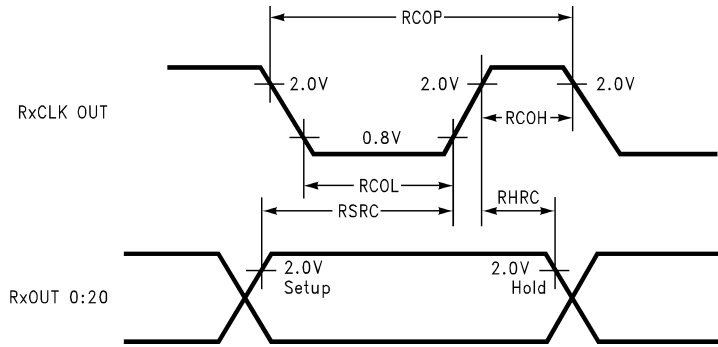 RCOP
2.0V
2.0V
2.0V
RxCLK OUT
RCOH
0.8V
RCOL
RSRC
RHRC
2.0V
2.0V
Setup
Hold
RxOUT 0:20